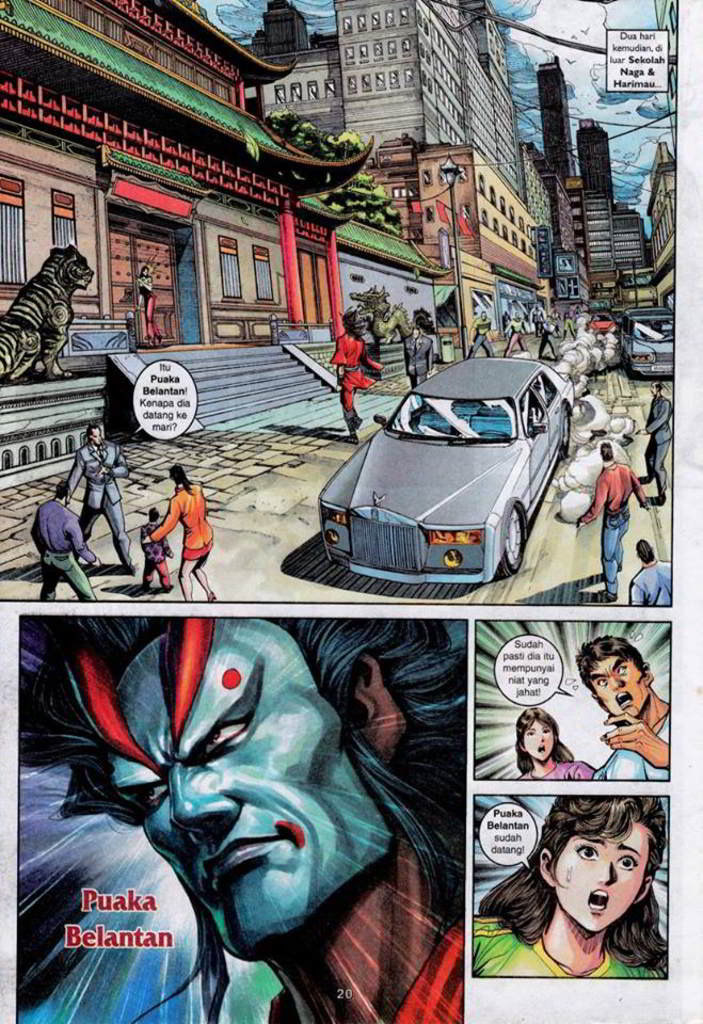 Dua hari
kemudian, di
luar Sekolah
Naga &
Harimau...
Itu
Puaka
Belantan!
Kenapa dia
datang ke
mari?
Puaka
Belantan
Sudah
pasti dia itu
mempunyai
niat yang
jahat!
Puaka
Belantan
sudah
datang!
20